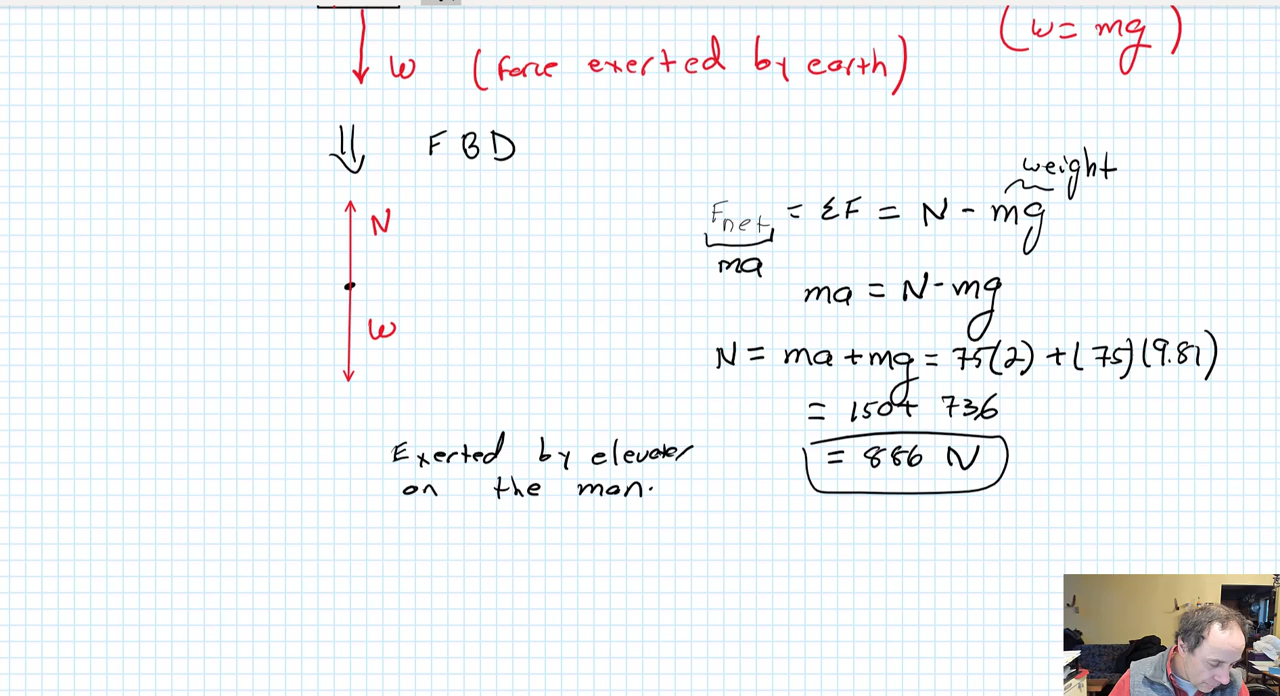 (w = mg)
W (Force exerted by earth)
⇓ FBD
weight
N
Fnet = ΣF = N - mg
ma
ma = N - mg
W
N = ma + mg = 75(2) + (75)(9.81)
= 150 + 736
= 886 N
Exerted by elevator
on the man.